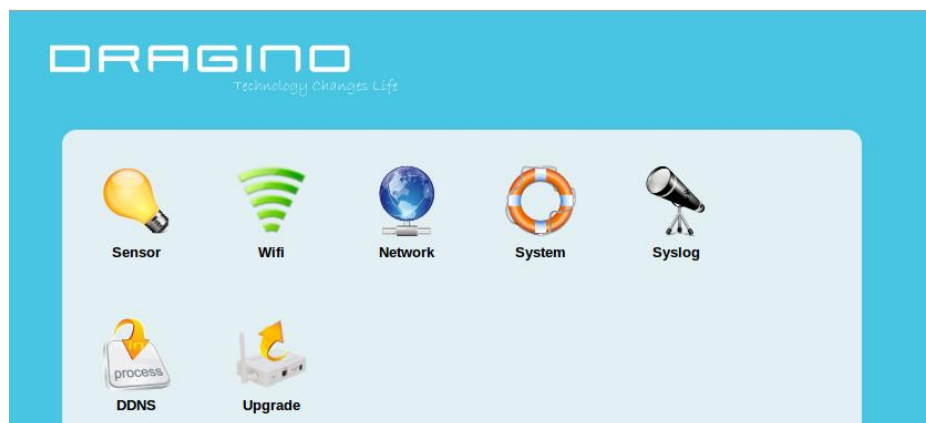 DRAGINO
Technology Changes Life
Sensor
Wifi
Network
System
Syslog
process
DDNS
Upgrade